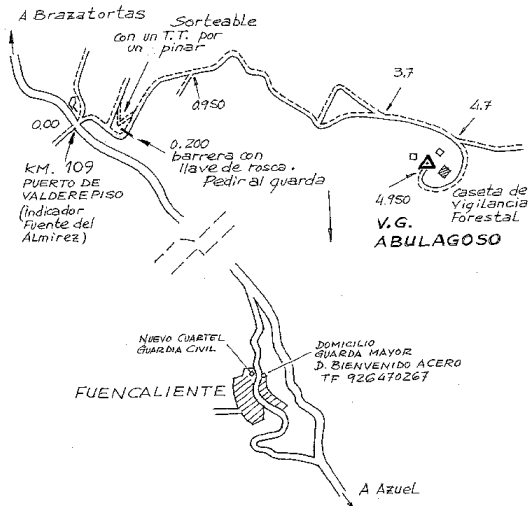 A Brazatortas
Sorteable
con un T.T. por
un pinar
0.00
0.950
3.7
4.7
0.200
barrera con
llave de rosca.
Pedir al guarda
KM. 109
PUERTO DE
VALDEREPISO
(indicador
Fuente del
Almirez)
4.950
Caseta de
Vigilancia
Forestal
V.G.
ABULAGOSO
NUEVO CUARTEL
GUARDIA CIVIL
DOMICILIO
GUARDA MAYOR
D. BIENVENIDO ACERO
TF 926470267
FUENCALIENTE
A Azuel